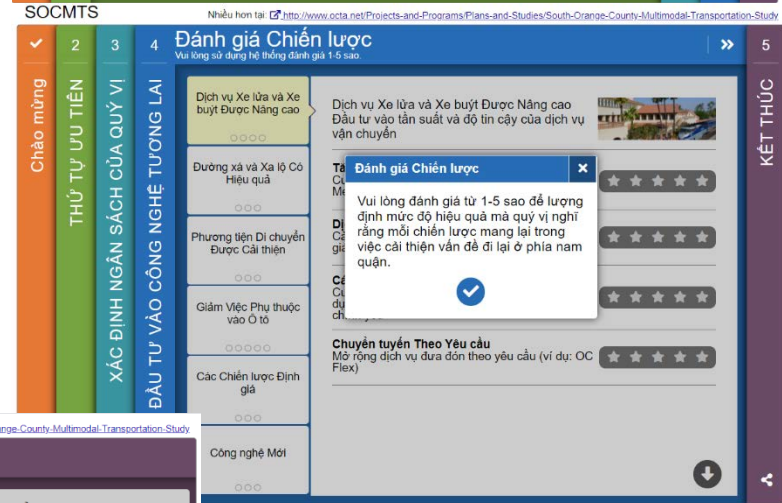 SOCMTS
Nhiều hơn tại: http://www.octa.net/Projects-and-Programs/Plans-and-Studies/South-Orange-County-Multimodal-Transportation-Study
Chào mừng
2
THỨ TỰ ƯU TIÊN
3
XÁC ĐỊNH NGÂN SÁCH CỦA QUÝ VỊ
4
ĐẦU TƯ VÀO CÔNG NGHỆ TƯƠNG LAI
Đánh giá Chiến lược
Vui lòng sử dụng hệ thống đánh giá 1-5 sao.
5
KẾT THÚC
Dịch vụ Xe lửa và Xe
buýt Được Nâng cao
Đường xá và Xa lộ Có
Hiệu quả
Phương tiện Di chuyển
Được Cải thiện
Giảm Việc Phụ thuộc
vào Ô tô
Các Chiến lược Định
giá
Công nghệ Mới
Dịch vụ Xe lửa và Xe buýt Được Nâng cao
Đầu tư vào tần suất và độ tin cậy của dịch vụ
vận chuyển
Đánh giá Chiến lược
Vui lòng đánh giá từ 1-5 sao để lượng
định mức độ hiệu quả mà quý vị nghĩ
rằng mỗi chiến lược mang lại trong
việc cải thiện vấn đề đi lại ở phía nam
quận.
Chuyển tuyến Theo Yêu cầu
Mở rộng dịch vụ đưa đón theo yêu cầu (ví dụ: OC
Flex)
ange-County-Multimodal-Transportation-Study